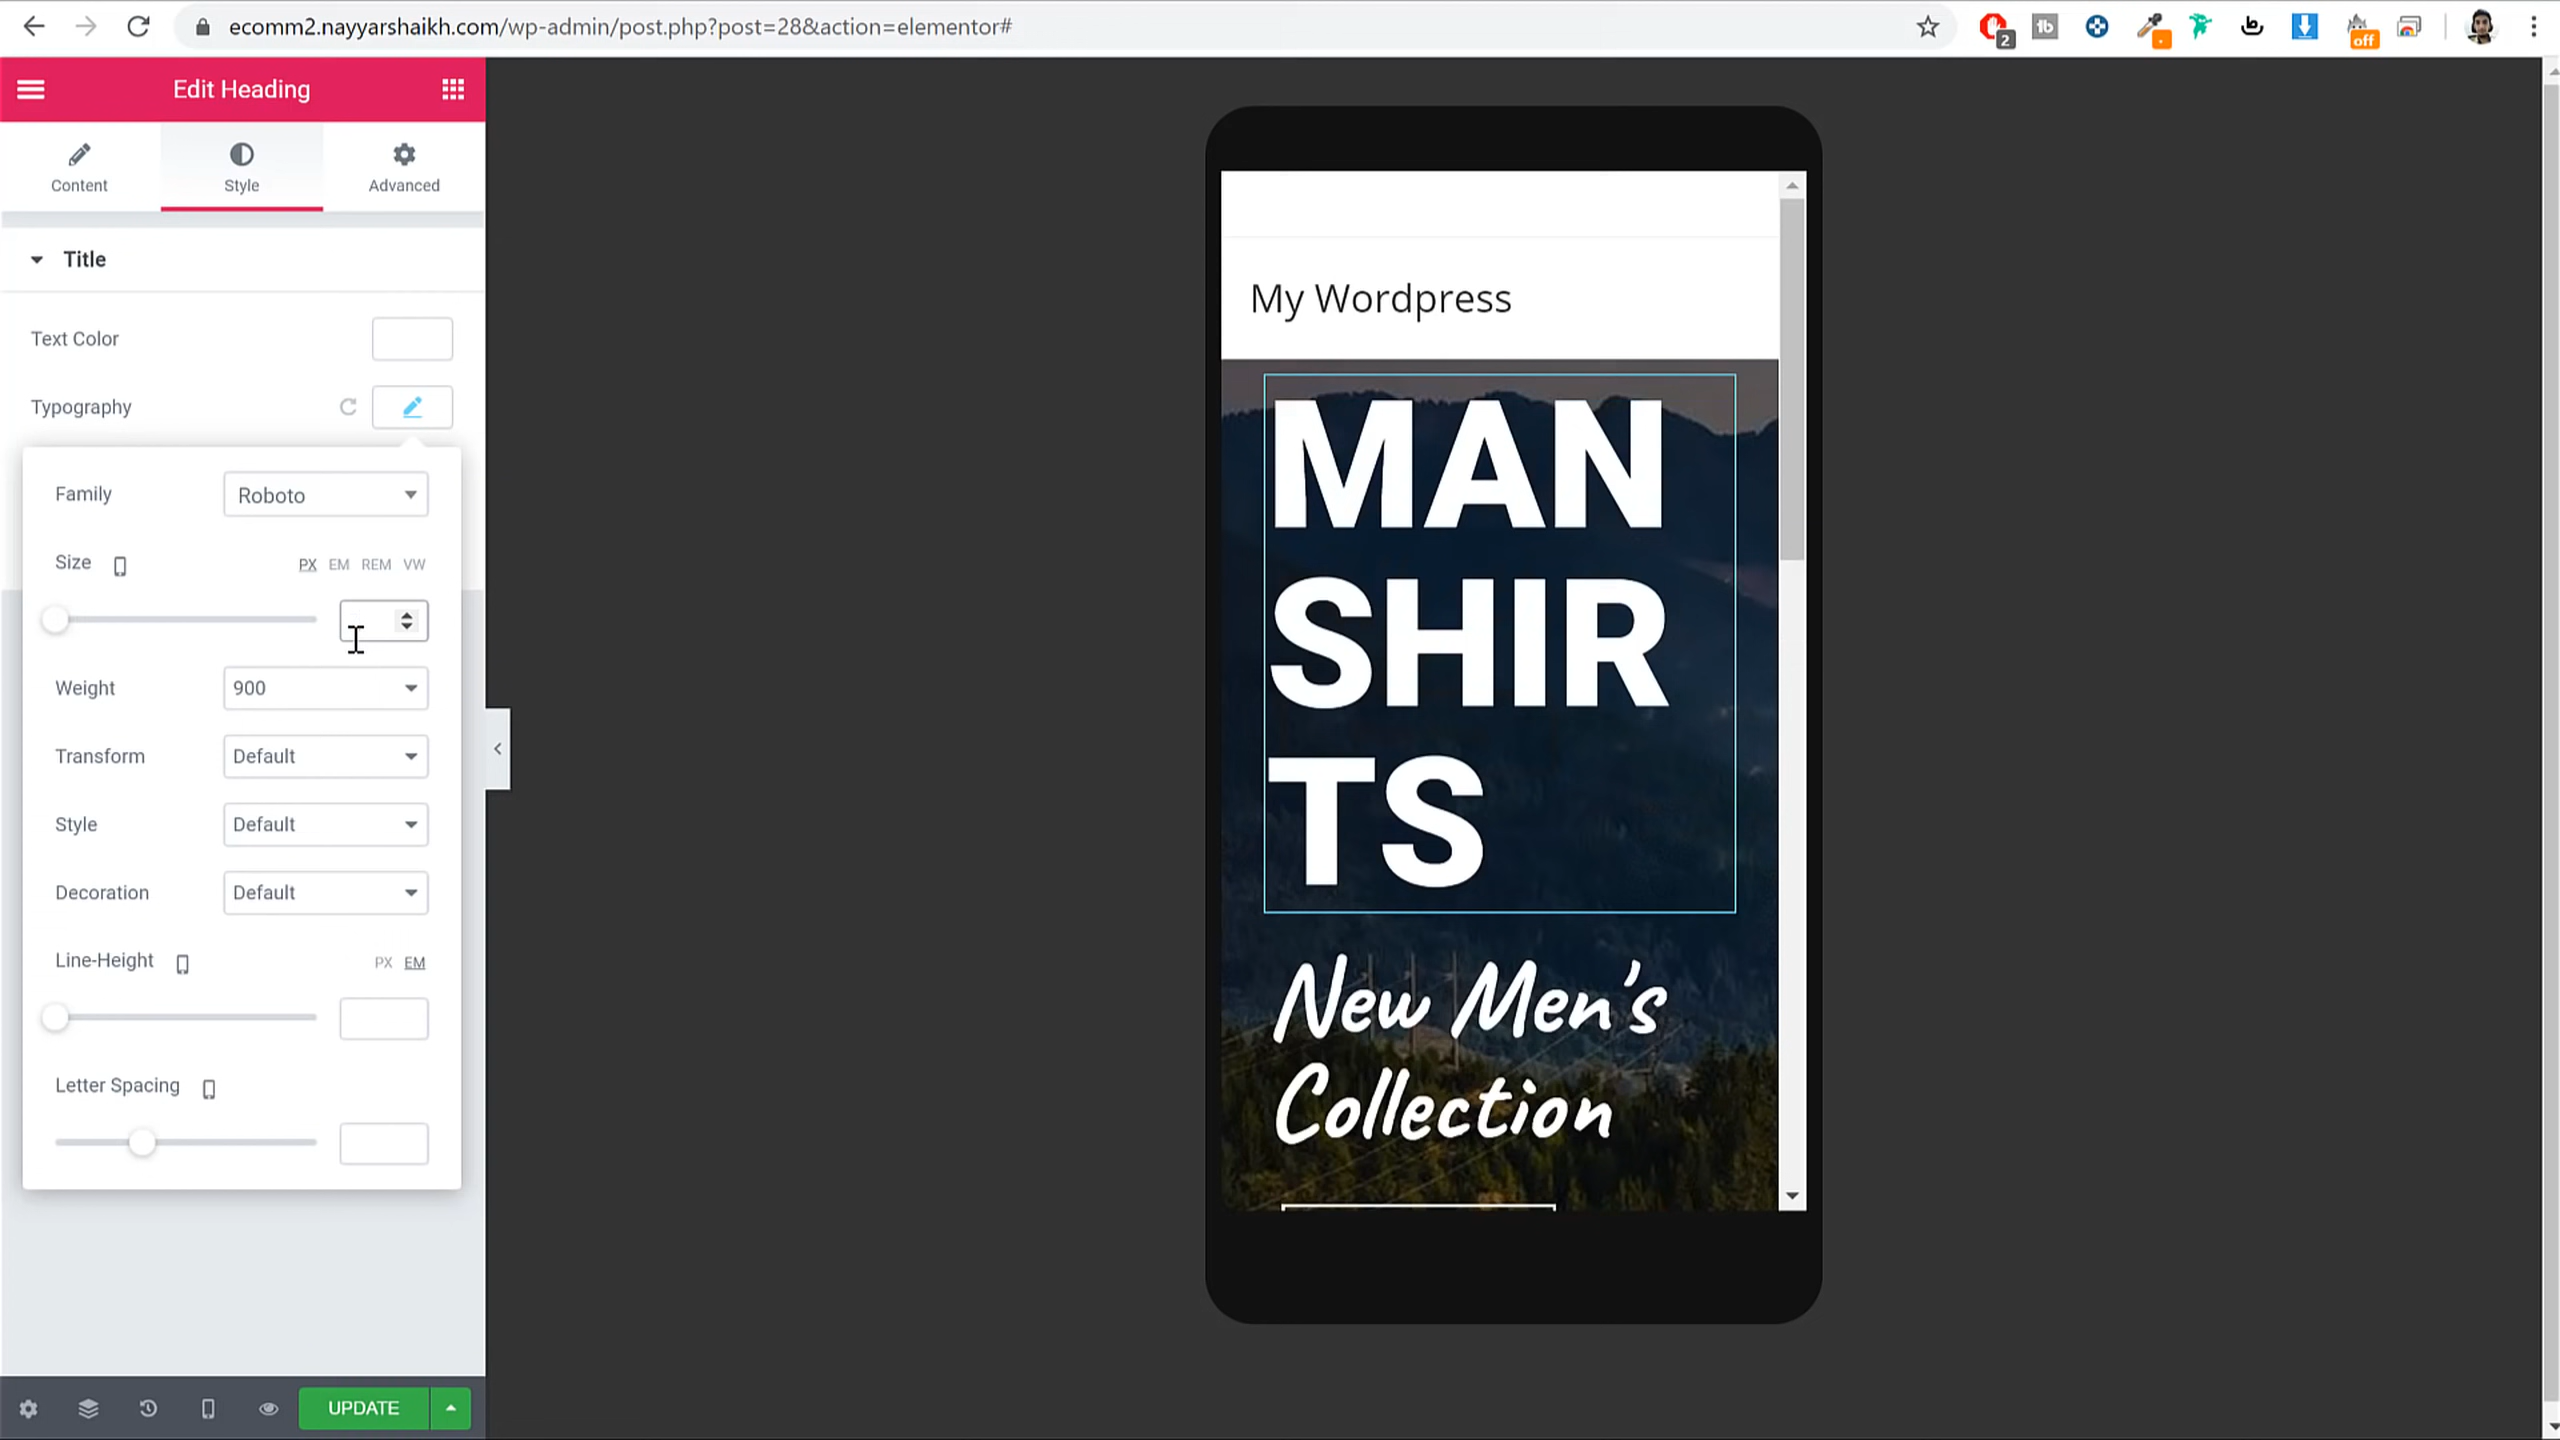 ecomm2.nayyarshaikh.com/wp-admin/post.php?post=28&action=elementor#
2
off
Edit Heading
Content
Style
Advanced
Title
Text Color
Typography
Family
Roboto
Size
PX EM REM VW
Weight
900
Transform
Default
Style
Default
Decoration
Default
Line-Height
PX EM
Letter Spacing
UPDATE
My Wordpress
MAN
SHIR
TS
New Men's
Collection